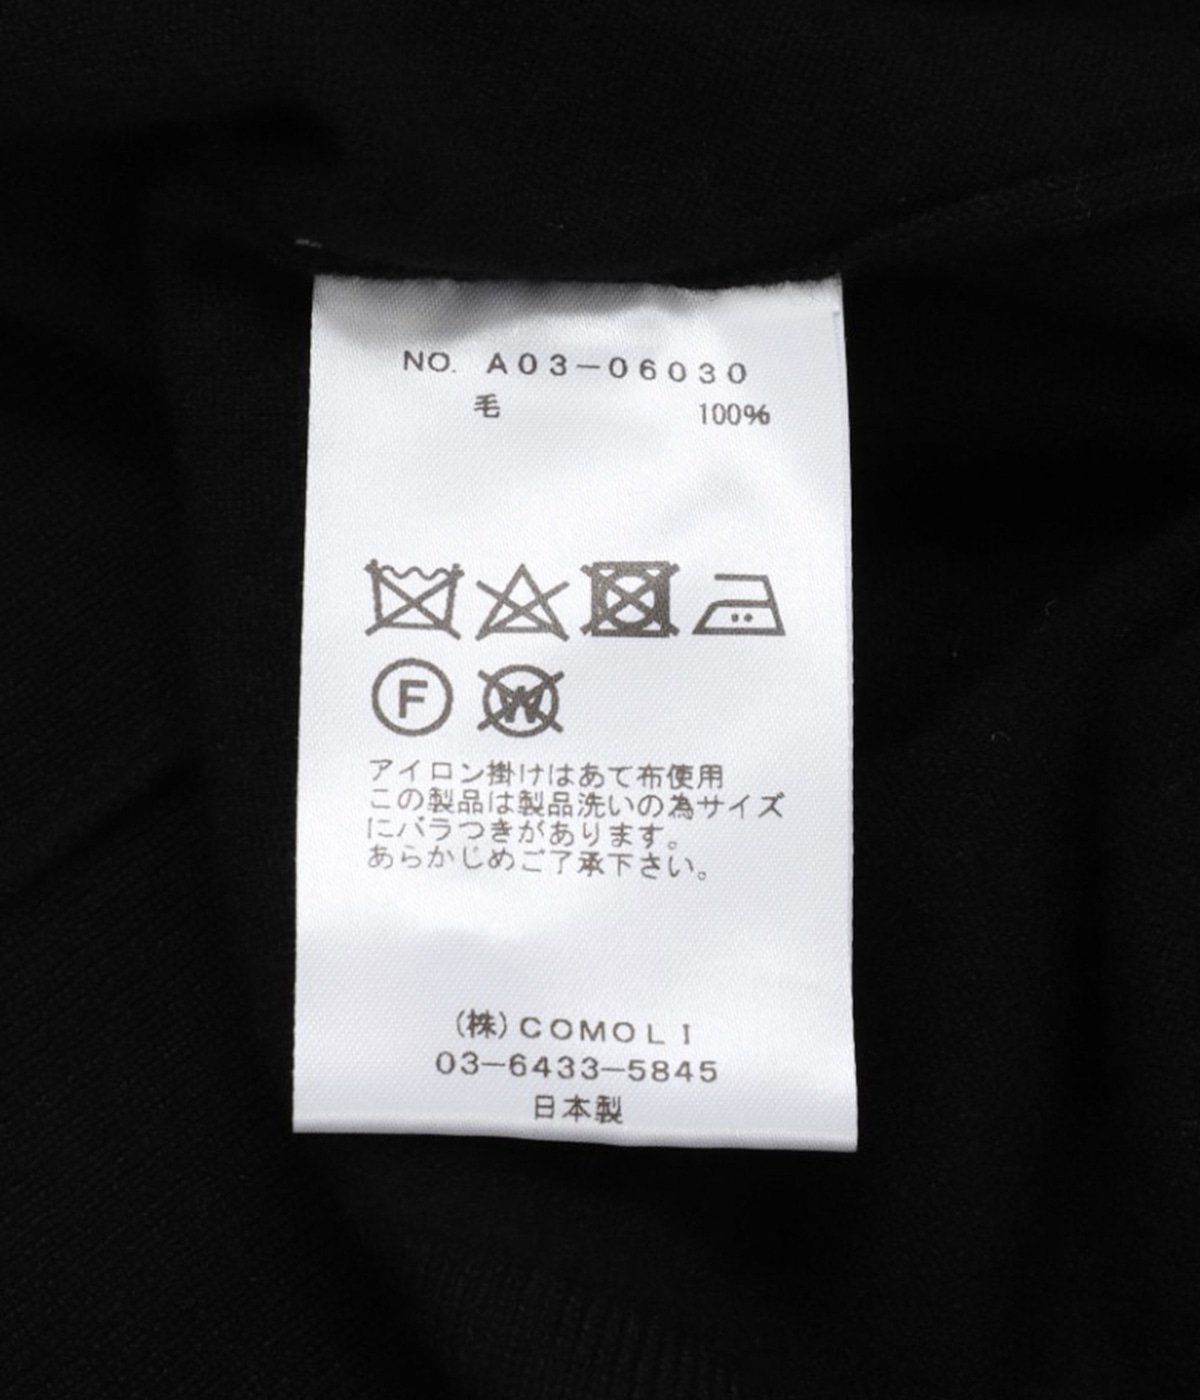 NO. A03-06030
毛 100%
F
W
アイロン掛けはあて布使用
この製品は製品洗いの為サイズ
にバラつきがあります。
あらかじめご了承下さい。
(株)COMOLI
03-6433-5845
日本製